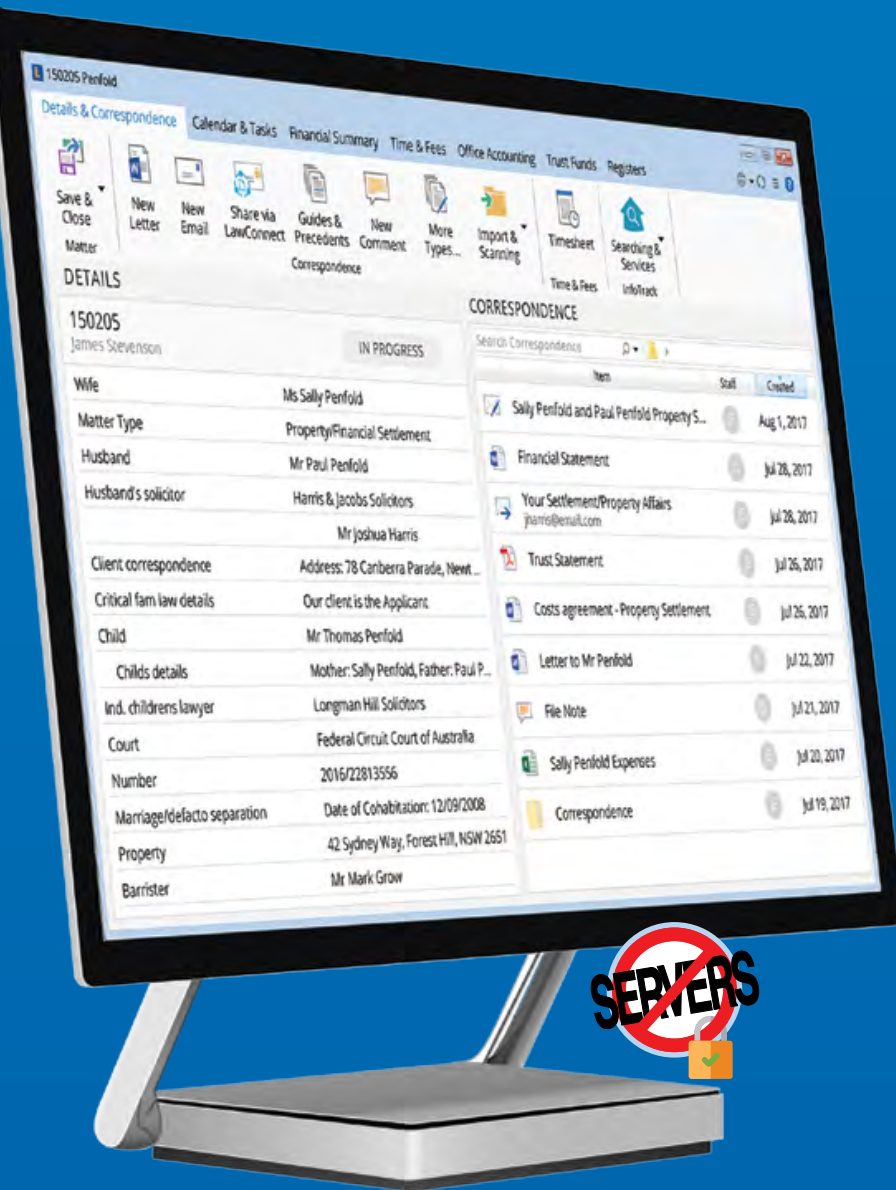 150205 Penfold
Details & Correspondence Calendar & Tasks Financial Summary Time & Fees Office Accounting Trust Funds Registers
Save & Close
New Letter
New Email
Share via LawConnect
Guides & Precedents
New Comment
More Types...
Import & Scanning
Timesheet
Searching & Services
Matter
Correspondence
Time & Fees
InfoTrack
DETAILS
150205
James Stevenson
IN PROGRESS
Wife Ms Sally Penfold
Matter Type Property/Financial Settlement
Husband Mr Paul Penfold
Husband's solicitor Harris & Jacobs Solicitors
Mr Joshua Harris
Client correspondence Address: 78 Canberra Parade, Newt ...
Critical fam law details Our client is the Applicant
Child Mr Thomas Penfold
Childs details Mother: Sally Penfold, Father: Paul P...
Ind. childrens lawyer Longman Hill Solicitors
Court Federal Circuit Court of Australia
Number 2016/22813556
Marriage/defacto separation Date of Cohabitation: 12/09/2008
Property 42 Sydney Way, Forest Hill, NSW 2651
Barrister Mr Mark Grow
CORRESPONDENCE
Search Correspondence
Item Staff Created
Sally Penfold and Paul Penfold Property S... Aug 1, 2017
Financial Statement Jul 28, 2017
Your Settlement/Property Affairs Jul 28, 2017
jharris@email.com
Trust Statement Jul 26, 2017
Costs agreement - Property Settlement Jul 26, 2017
Letter to Mr Penfold Jul 22, 2017
File Note Jul 21, 2017
Sally Penfold Expenses Jul 20, 2017
Correspondence Jul 19, 2017
SERVERS